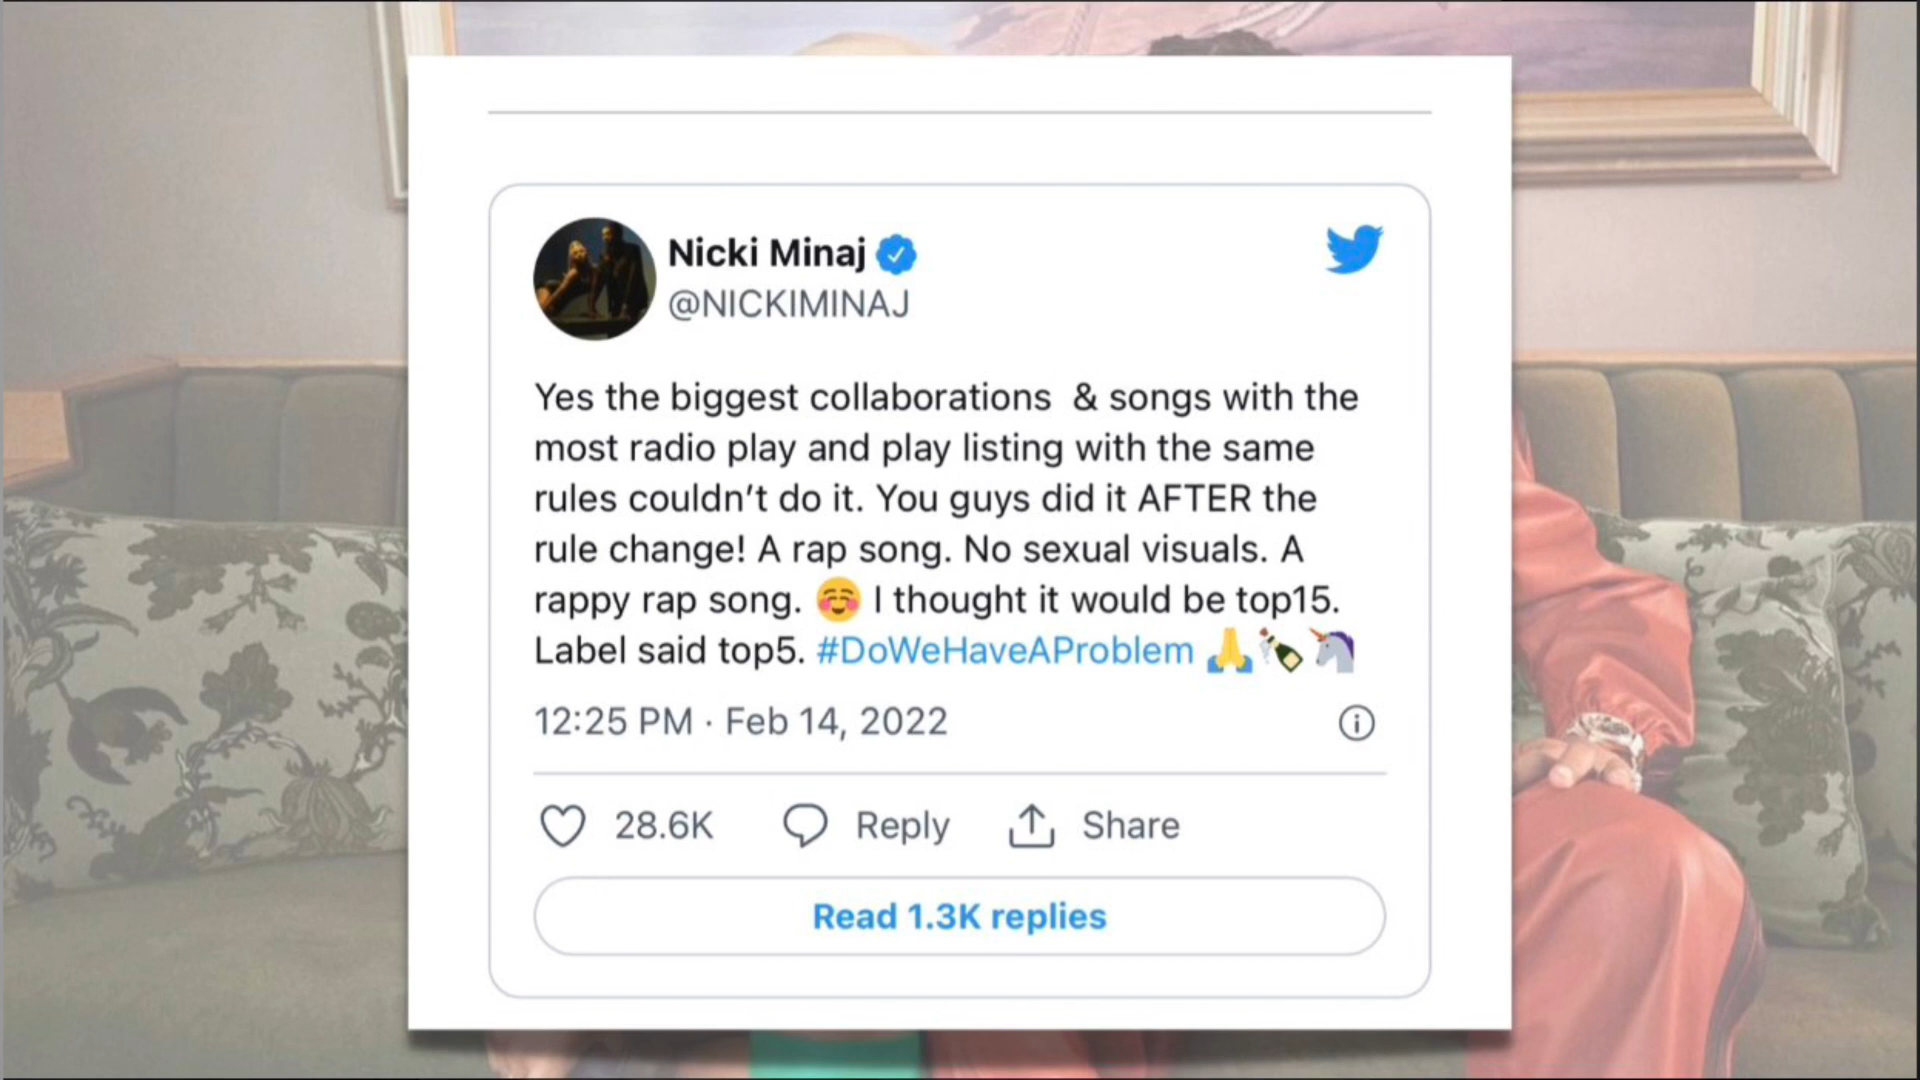 Nicki Minaj
@NICKIMINAJ
Yes the biggest collaborations & songs with the
most radio play and play listing with the same
rules couldn’t do it. You guys did it AFTER the
rule change! A rap song. No sexual visuals. A
rappy rap song. ☺️ I thought it would be top15.
Label said top5. #DoWeHaveAProblem 🙏🍾🦄
12:25 PM · Feb 14, 2022
28.6K Reply Share
Read 1.3K replies